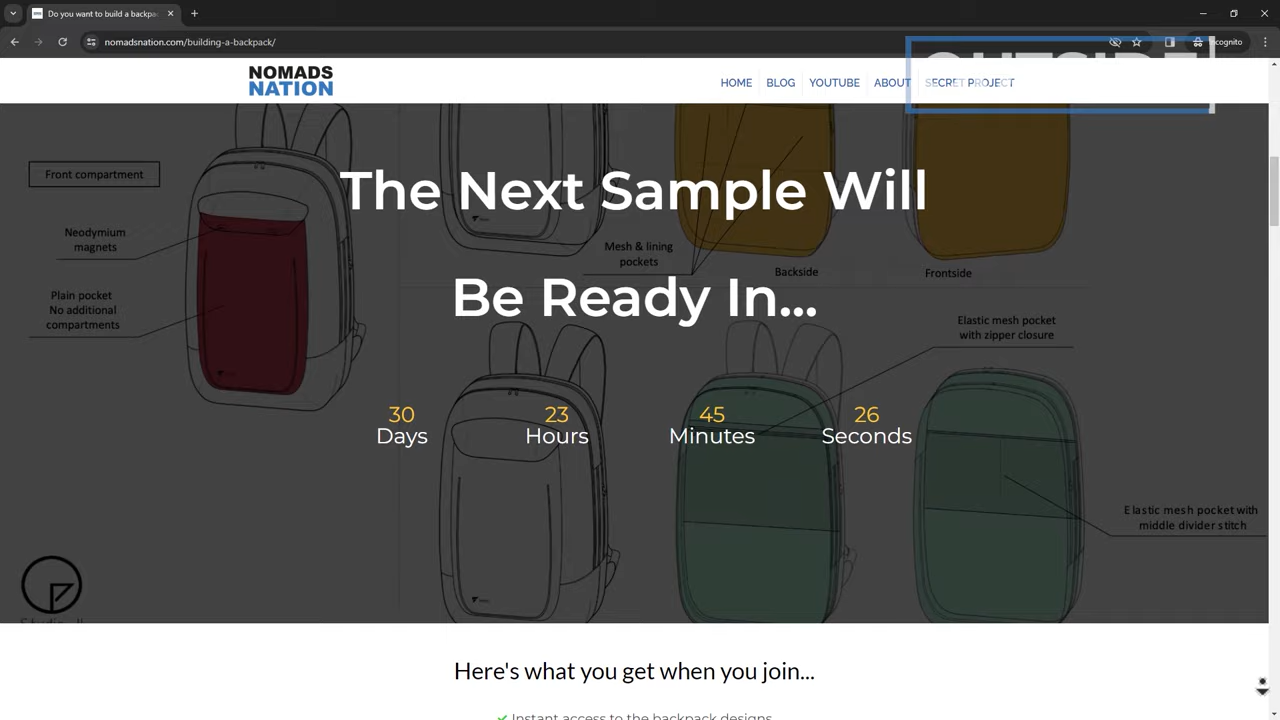 Do you want to build a backpa
nomadsnation.com/building-a-backpack/
Incognito
NOMADS
NATION
HOME
BLOG
YOUTUBE
ABOUT
SECRET PROJECT
OUTSIDE
Front compartment
Neodymium
magnets
Plain pocket
No additional
compartments
Mesh & lining
pockets
Backside
Frontside
The Next Sample Will
Be Ready In...
Elastic mesh pocket
with zipper closure
30
Days
23
Hours
45
Minutes
26
Seconds
Elastic mesh pocket with
middle divider stitch
Here's what you get when you join...
Instant access to the backpack designs